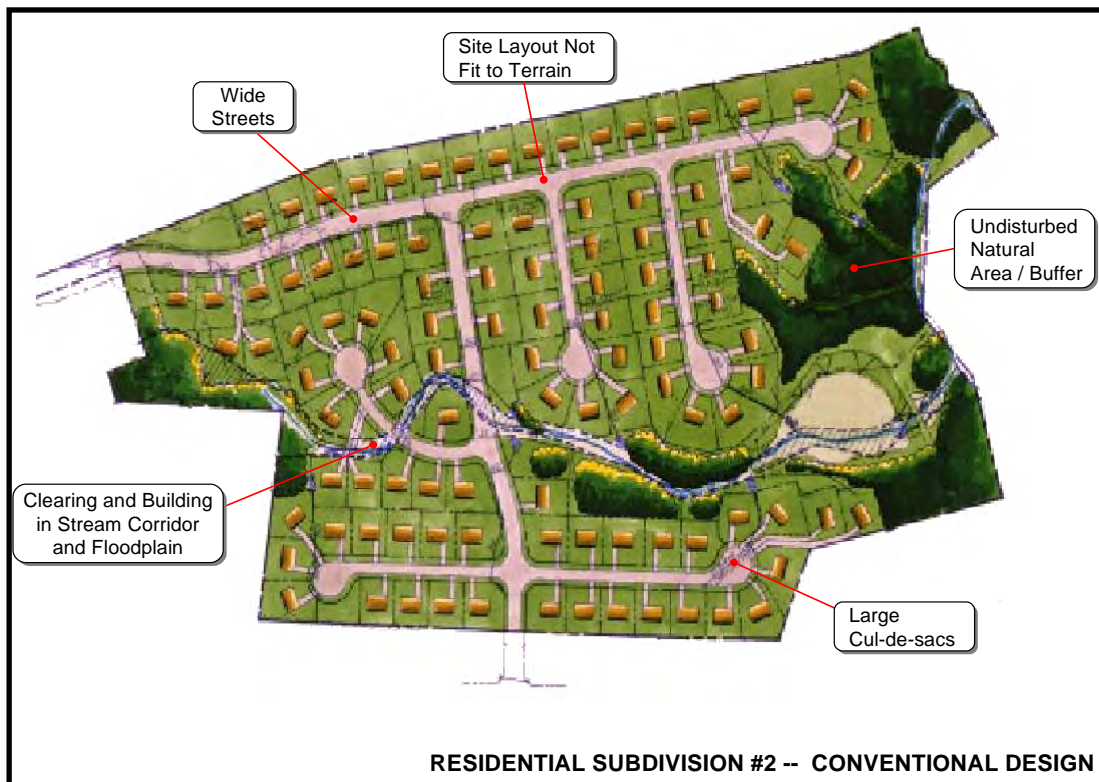 Site Layout Not
Fit to Terrain
Wide
Streets
Undisturbed
Natural
Area / Buffer
Clearing and Building
in Stream Corridor
and Floodplain
Large
Cul-de-sacs
RESIDENTIAL SUBDIVISION #2 -- CONVENTIONAL DESIGN